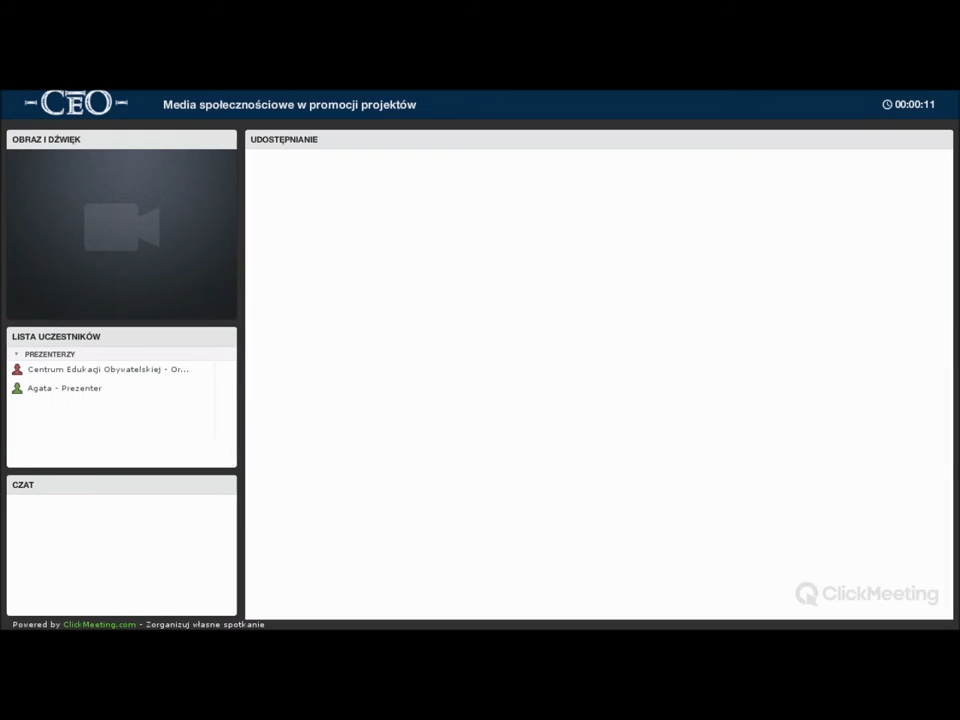 CEO
Media społecznościowe w promocji projektów
00:00:11
OBRAZ I DŹWIĘK
UDOSTĘPNIANIE
LISTA UCZESTNIKÓW
PREZENTERZY
Centrum Edukacji Obywatelskiej - Or...
Agata - Prezenter
CZAT
ClickMeeting
Powered by ClickMeeting.com - Zorganizuj własne spotkanie